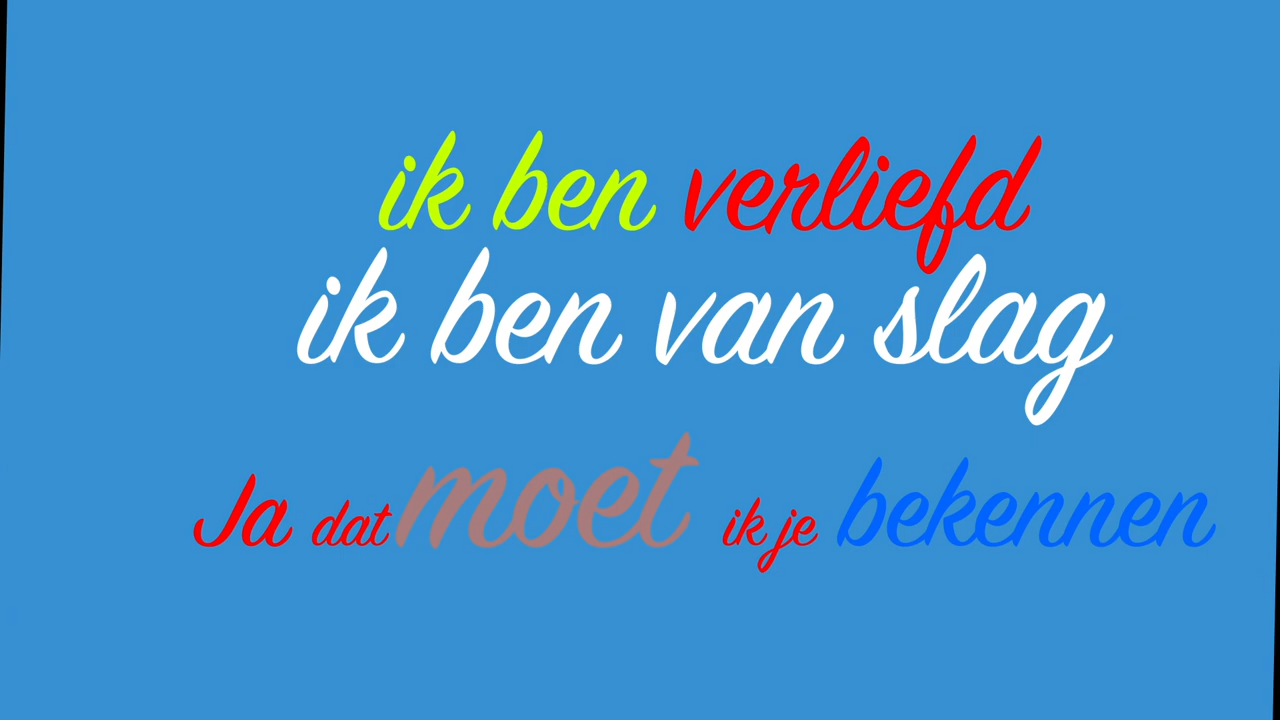 ik ben verliefd
ik ben van slag
Ja dat moet ik je bekennen